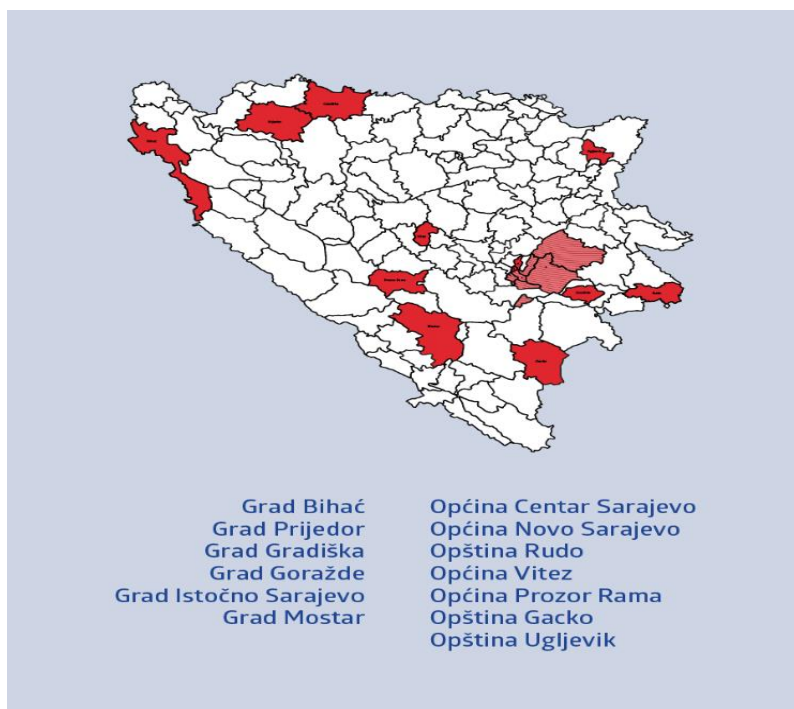 Grad Bihać
Grad Prijedor
Grad Gradiška
Grad Goražde
Grad Istočno Sarajevo
Grad Mostar
Općina Centar Sarajevo
Općina Novo Sarajevo
Opština Rudo
Općina Vitez
Općina Prozor Rama
Opština Gacko
Opština Ugljevik